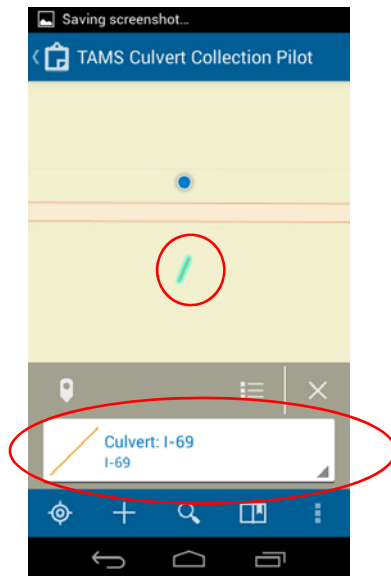 Saving screenshot...
TAMS Culvert Collection Pilot
Culvert: I-69
I-69